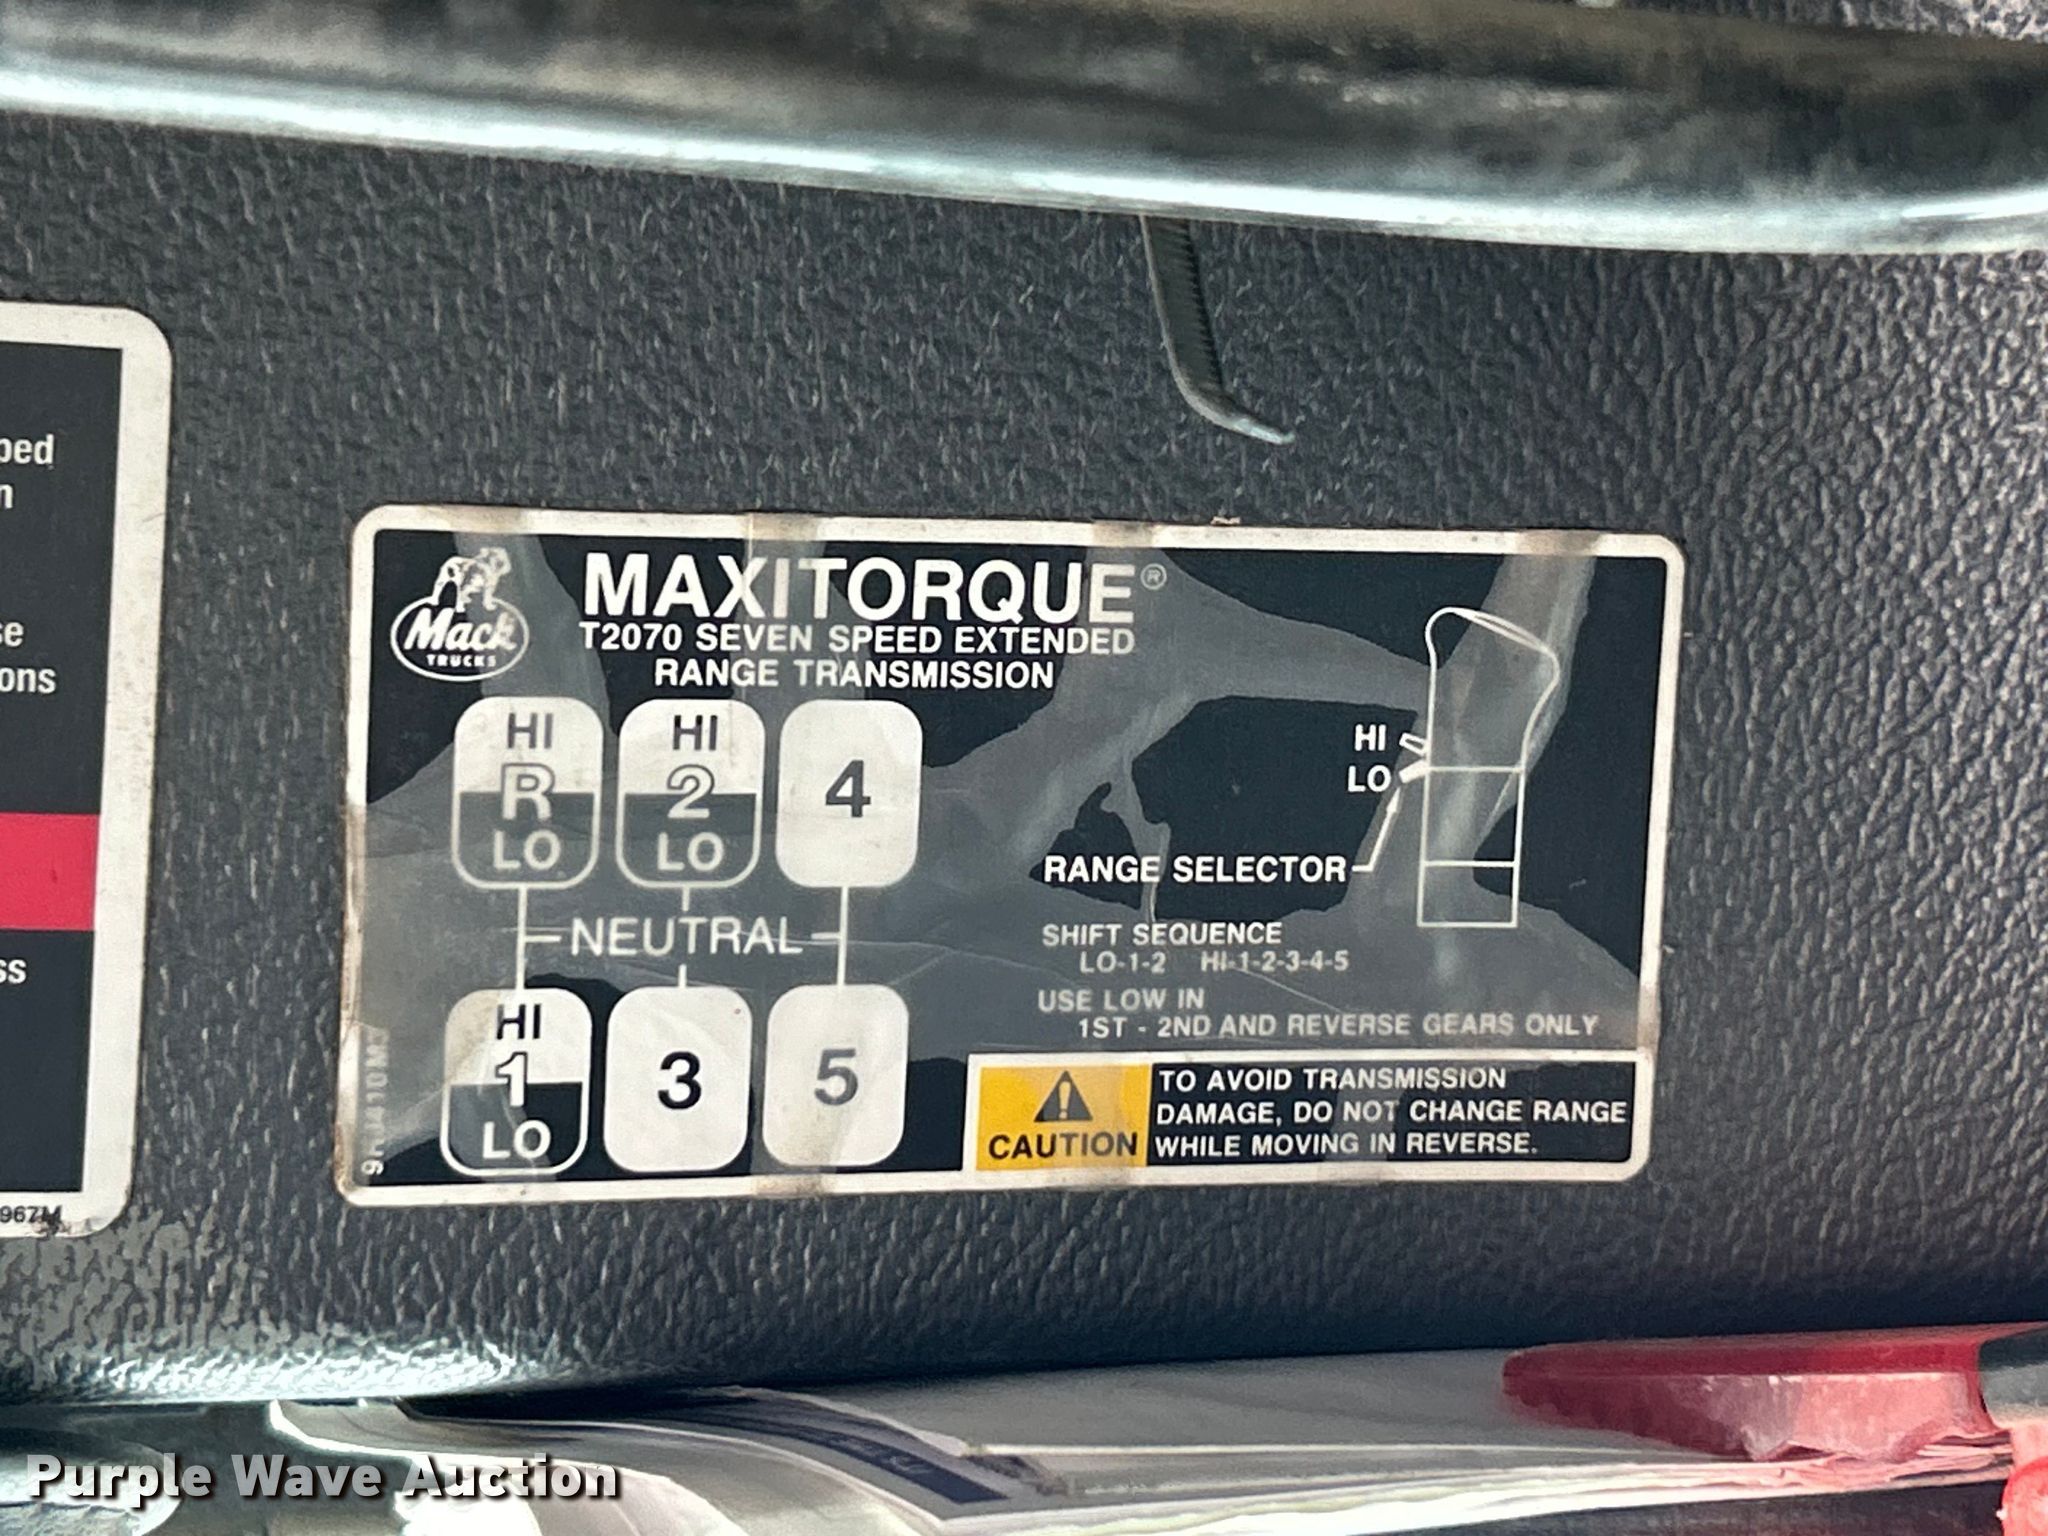 ped
n
se
ons
ss
967M
Mack
TRUCKS
MAXITORQUE®
T2070 SEVEN SPEED EXTENDED
RANGE TRANSMISSION
HI R LO
HI 2 LO
4
NEUTRAL
HI 1 LO
3
5
HI
LO
RANGE SELECTOR
SHIFT SEQUENCE
LO-1-2 HI-1-2-3-4-5
USE LOW IN
1ST - 2ND AND REVERSE GEARS ONLY
CAUTION
TO AVOID TRANSMISSION
DAMAGE, DO NOT CHANGE RANGE
WHILE MOVING IN REVERSE.
Purple Wave Auction